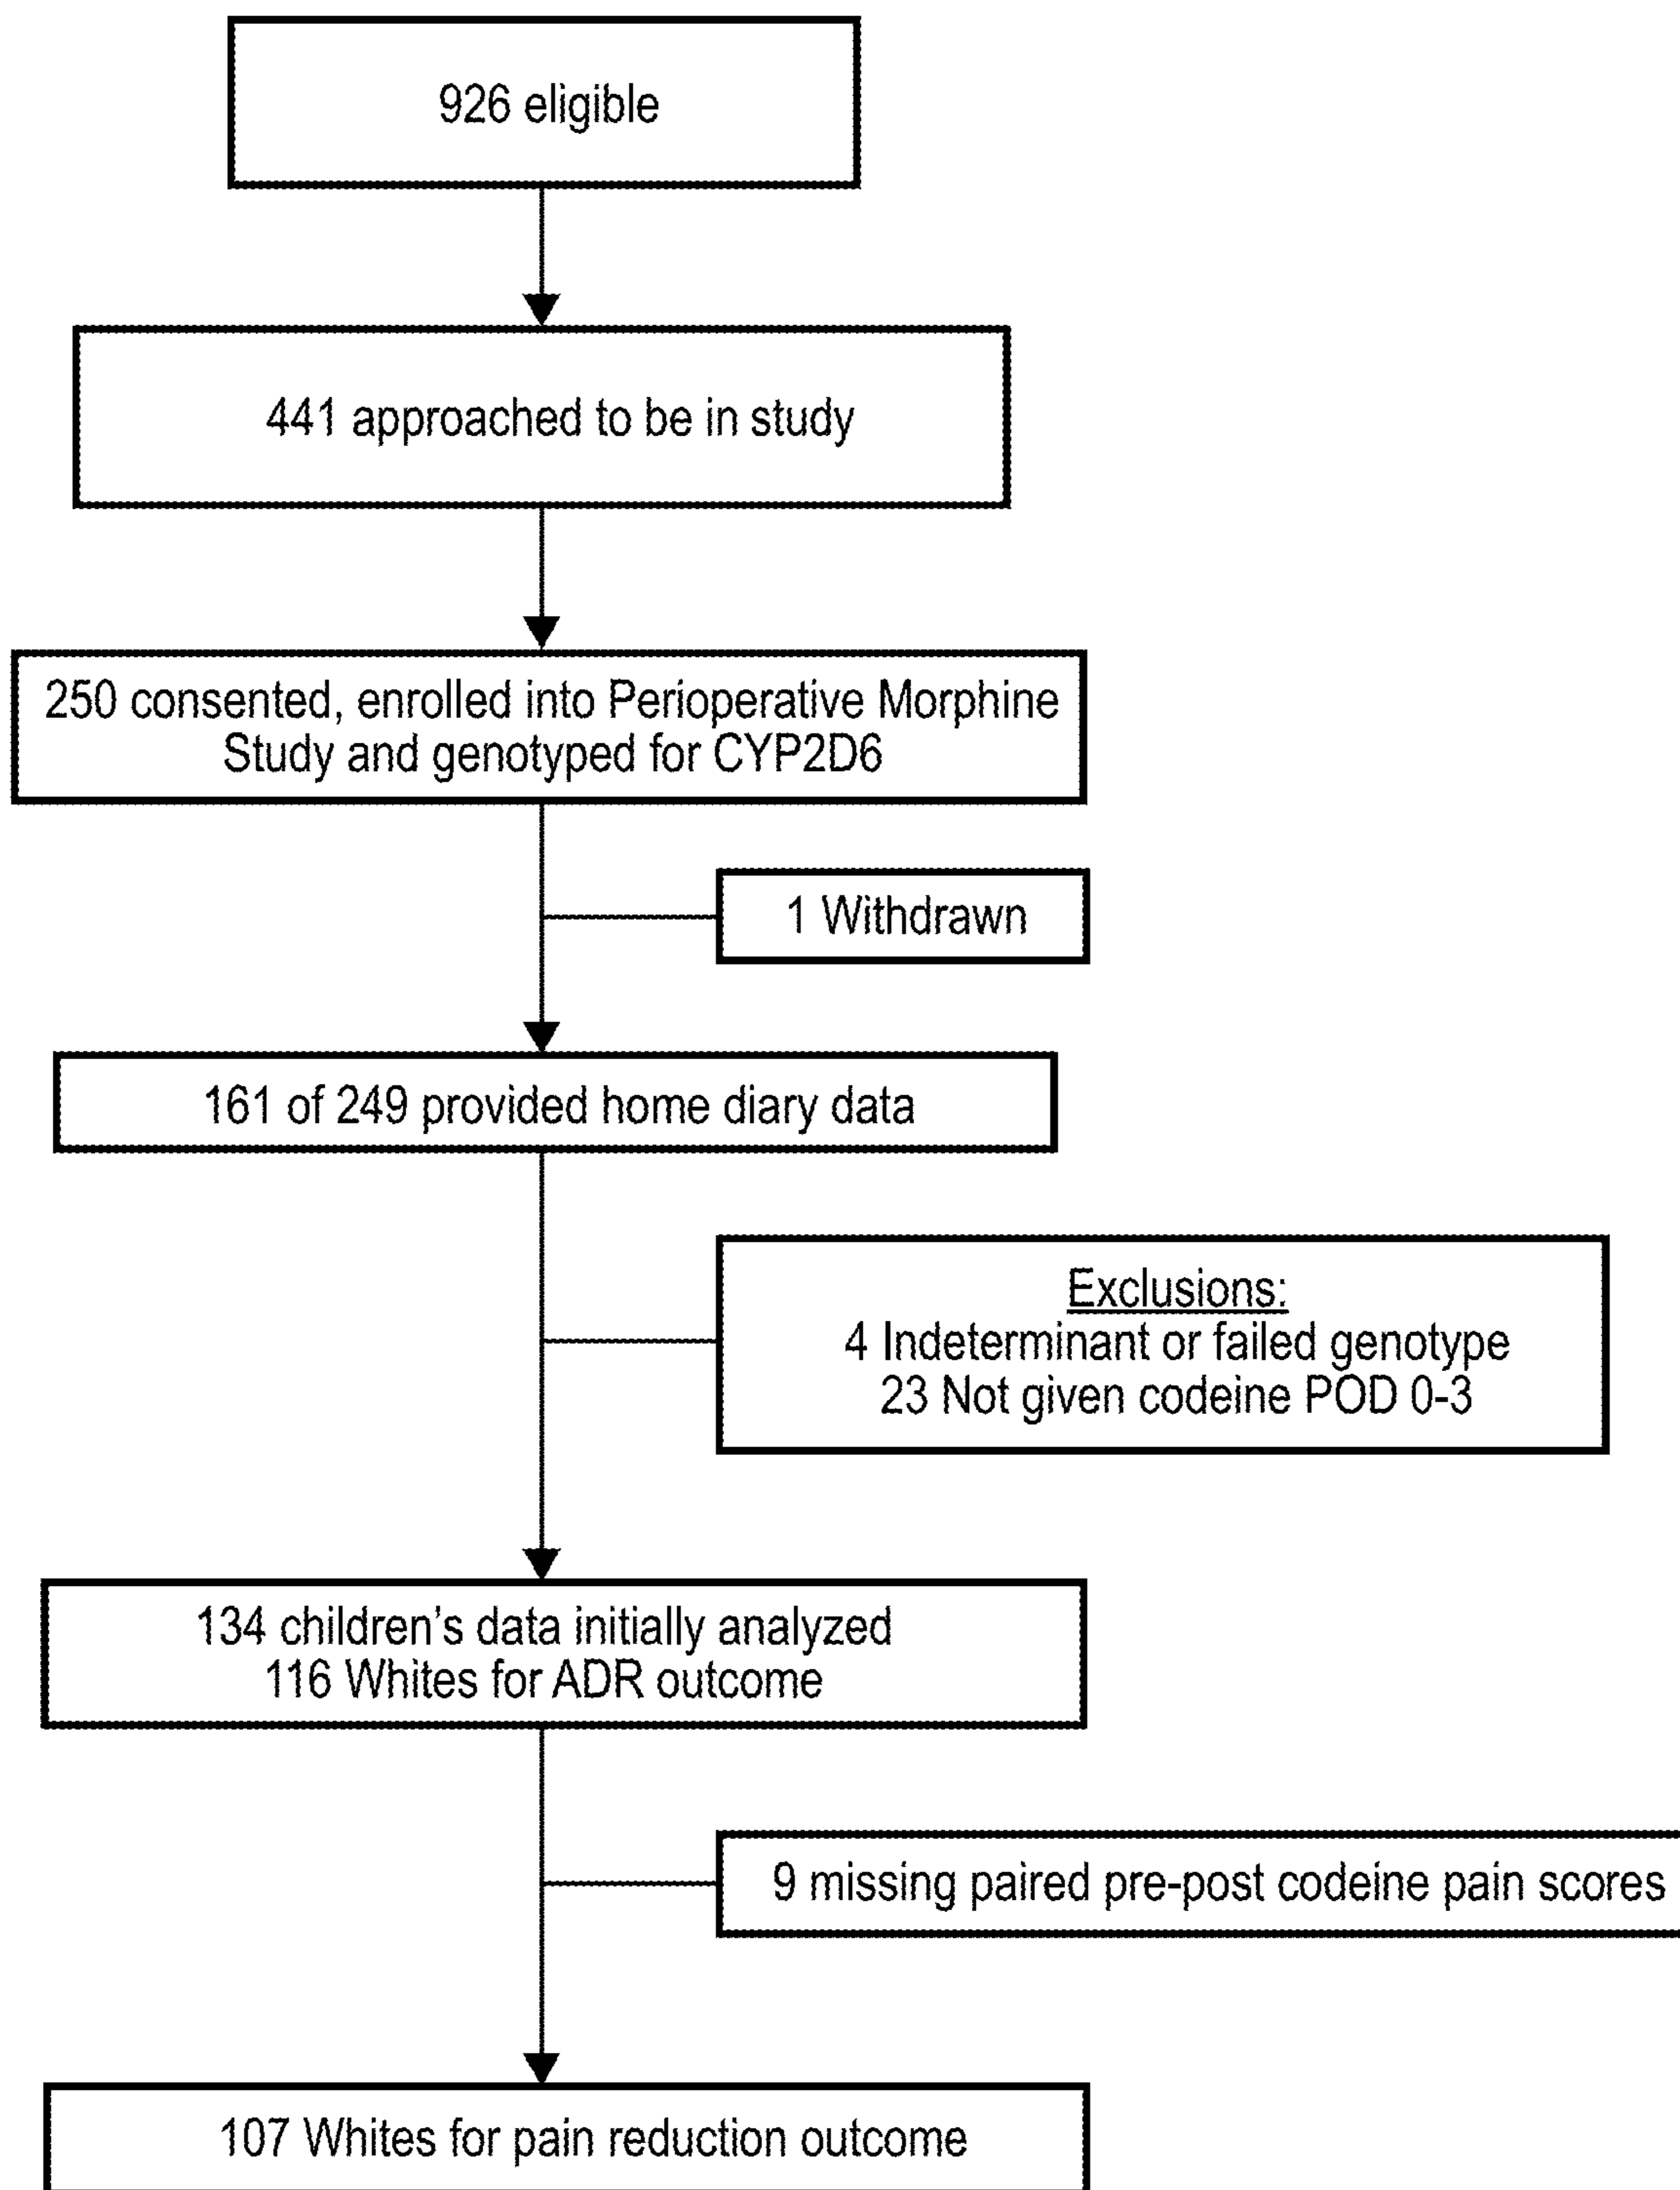 926 eligible
441 approached to be in study
250 consented, enrolled into Perioperative Morphine
Study and genotyped for CYP2D6
1 Withdrawn
161 of 249 provided home diary data
Exclusions:
4 Indeterminant or failed genotype
23 Not given codeine POD 0-3
134 children's data initially analyzed
116 Whites for ADR outcome
9 missing paired pre-post codeine pain scores
107 Whites for pain reduction outcome